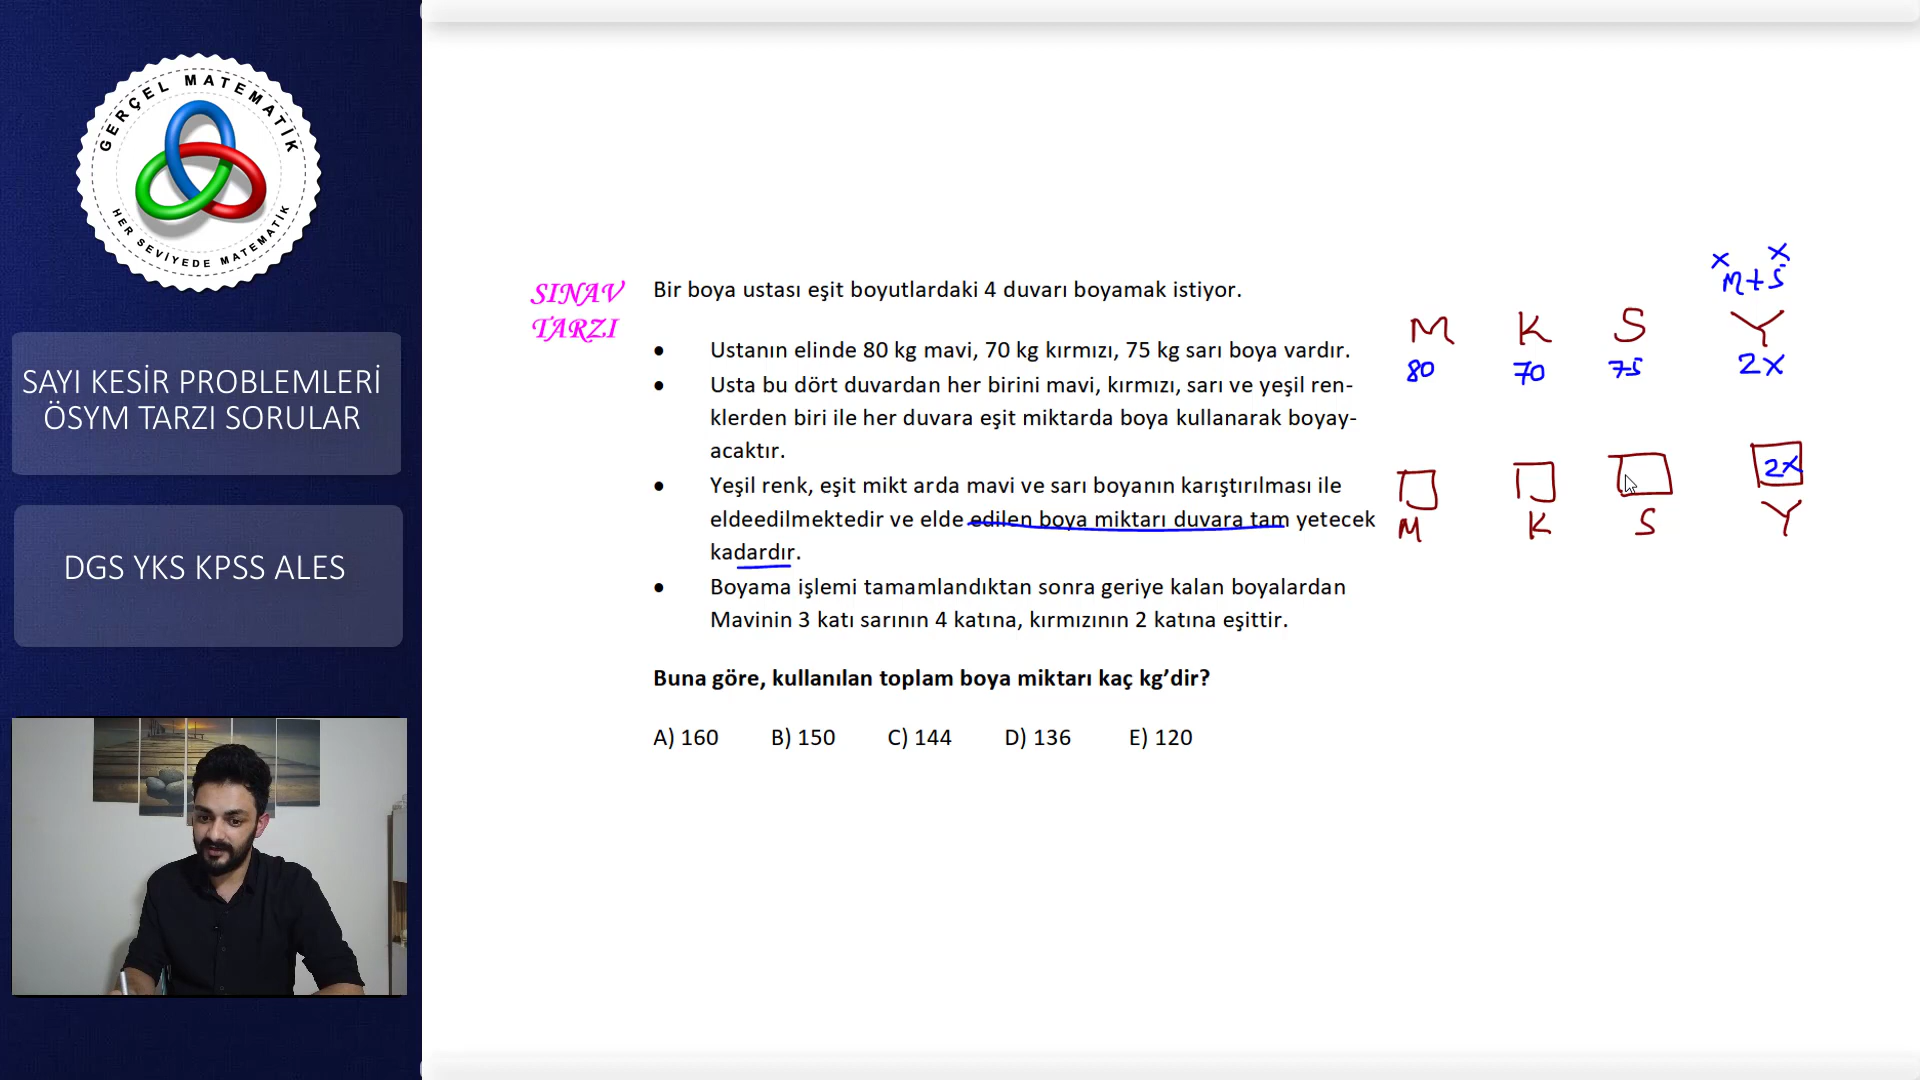 GERÇEL MATEMATİK
HER SEVİYEDE MATEMATİK
SAYI KESİR PROBLEMLERİ
ÖSYM TARZI SORULAR
DGS YKS KPSS ALES
SINAV
TARZI
Bir boya ustası eşit boyutlardaki 4 duvarı boyamak istiyor.
• Ustanın elinde 80 kg mavi, 70 kg kırmızı, 75 kg sarı boya vardır.
• Usta bu dört duvardan her birini mavi, kırmızı, sarı ve yeşil ren-
klerden biri ile her duvara eşit miktarda boya kullanarak boyay-
acaktır.
• Yeşil renk, eşit mikt arda mavi ve sarı boyanın karıştırılması ile
eldeedilmektedir ve elde edilen boya miktarı duvara tam yetecek
kadardır.
• Boyama işlemi tamamlandıktan sonra geriye kalan boyalardan
Mavinin 3 katı sarının 4 katına, kırmızının 2 katına eşittir.
Buna göre, kullanılan toplam boya miktarı kaç kg’dir?
A) 160 B) 150 C) 144 D) 136 E) 120
x x
M+S
M K S Y
80 70 75 2x
2x
M K S Y